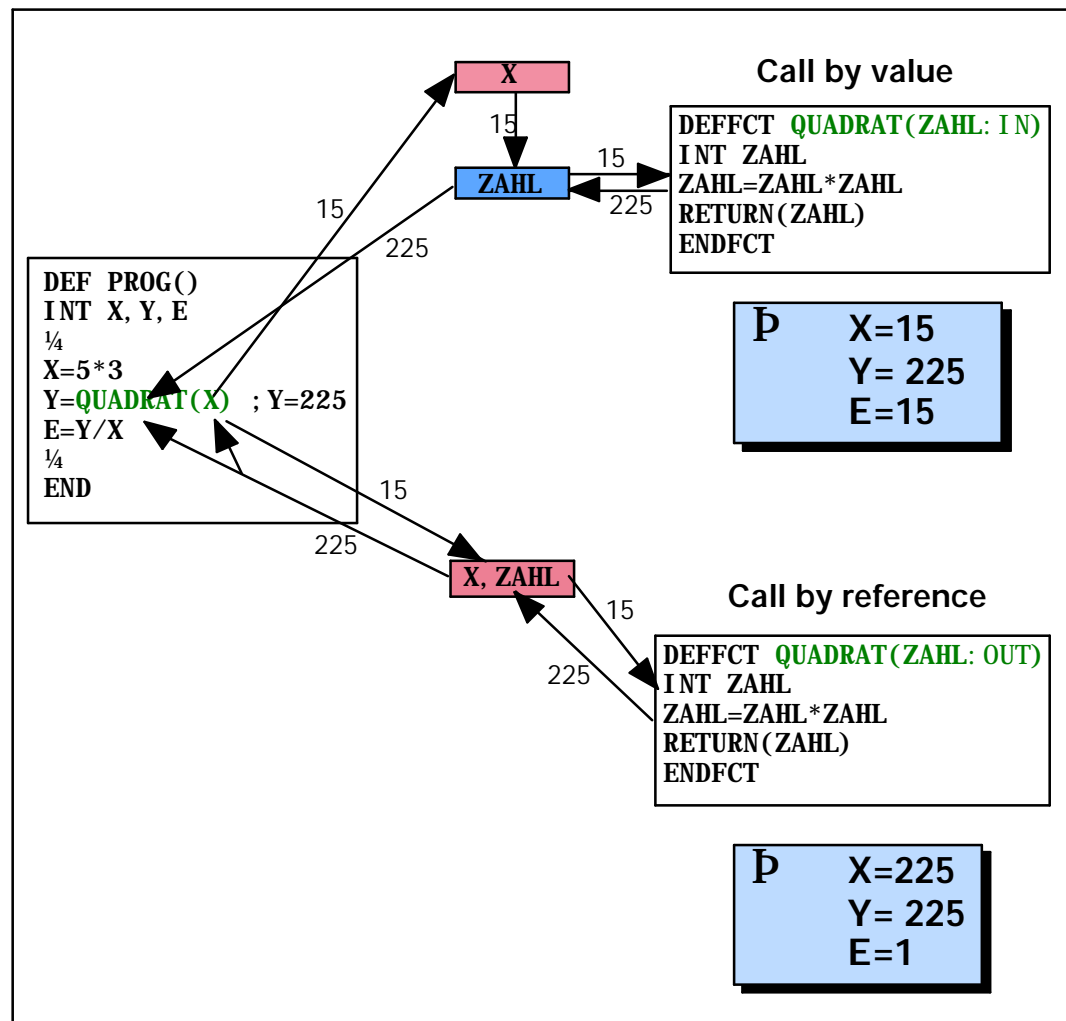 X
Call by value
15
DEFFCT QUADRAT(ZAHL:IN)
INT ZAHL
ZAHL=ZAHL*ZAHL
RETURN(ZAHL)
ENDFCT
15
ZAHL
225
15
225
DEF PROG()
INT X,Y,E
¼
X=5*3
Y=QUADRAT(X) ;Y=225
E=Y/X
¼
END
Þ X=15
Y= 225
E=15
15
225
X,ZAHL
Call by reference
15
225
DEFFCT QUADRAT(ZAHL:OUT)
INT ZAHL
ZAHL=ZAHL*ZAHL
RETURN(ZAHL)
ENDFCT
Þ X=225
Y= 225
E=1